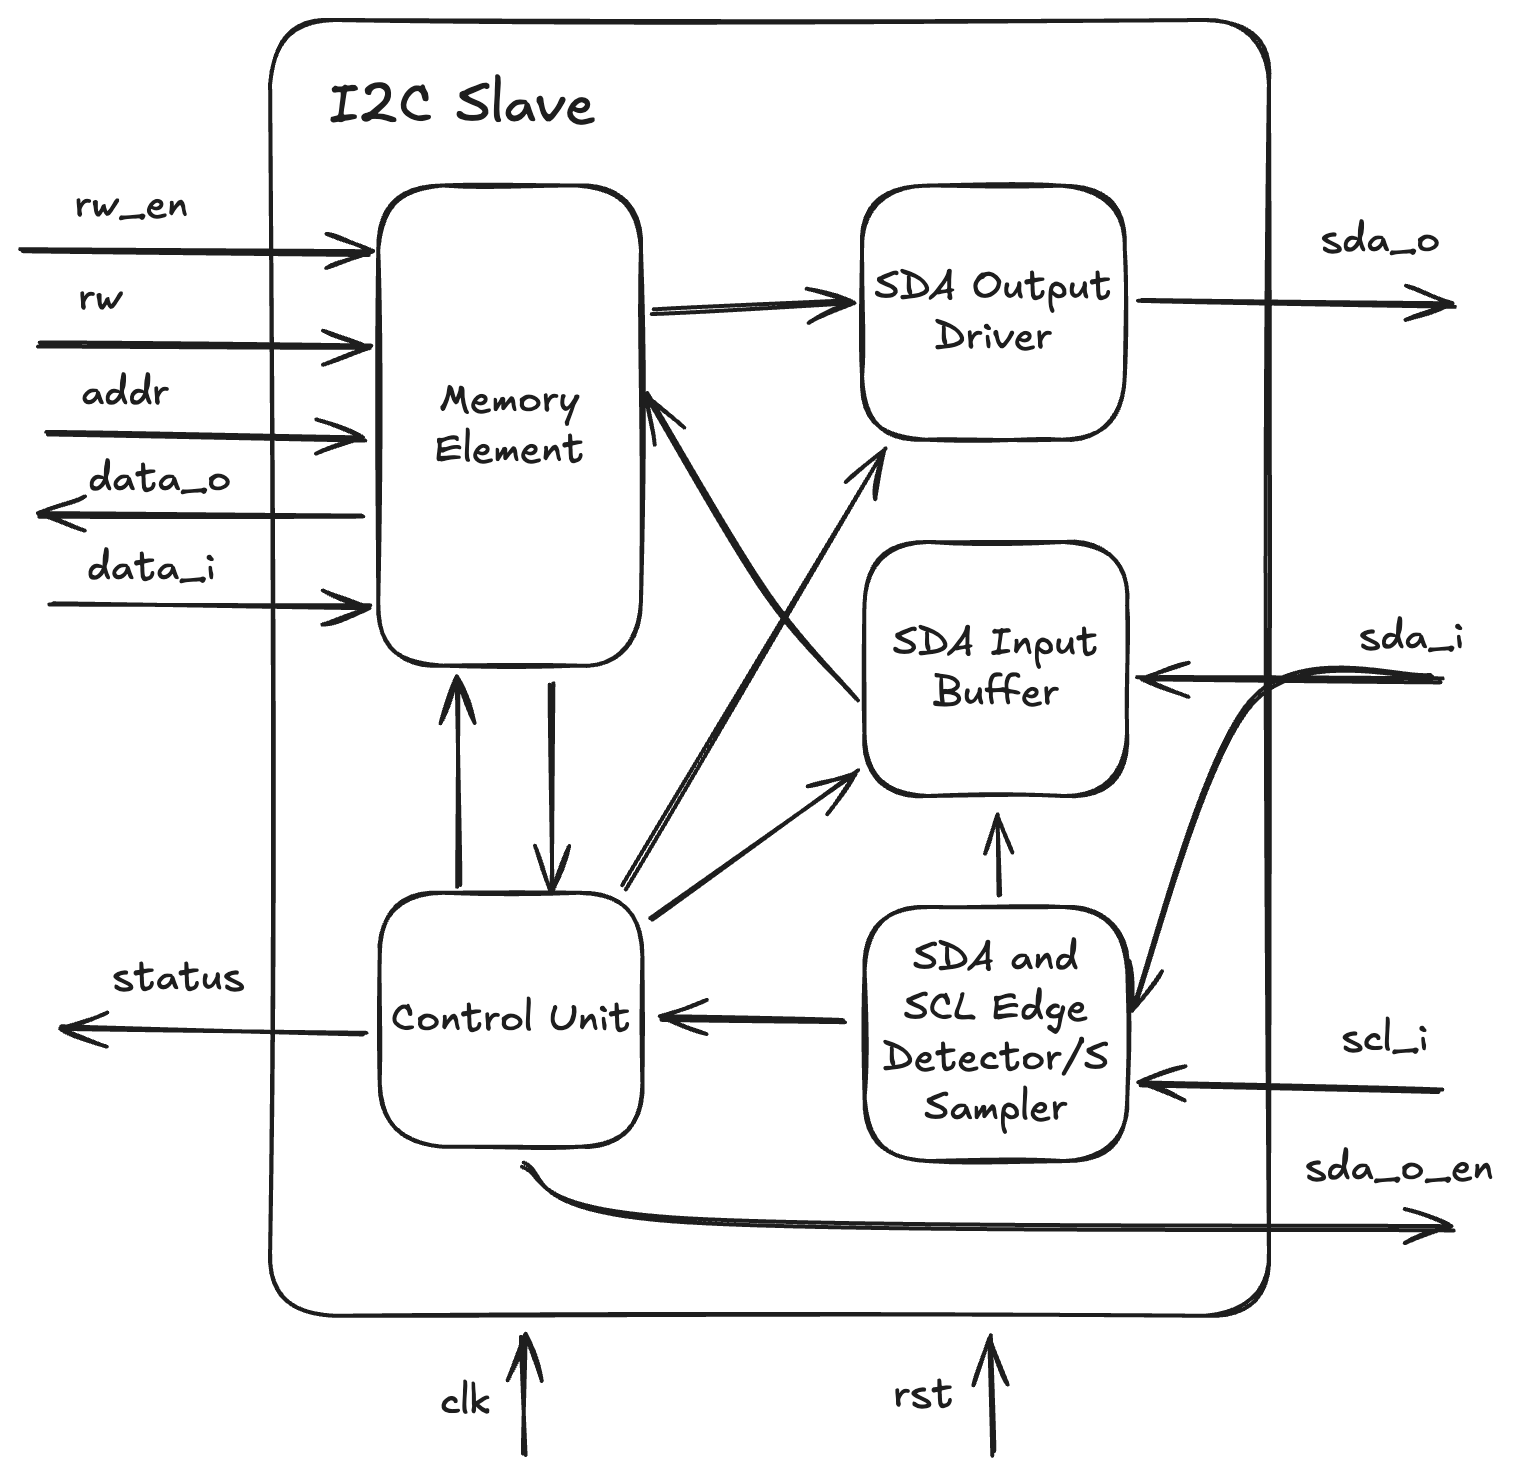 I2C Slave
rw_en
rw
addr
data_o
data_i
Memory
Element
SDA Output
Driver
sda_o
SDA Input
Buffer
sda_i
status
Control Unit
SDA and
SCL Edge
Detector/S
Sampler
scl_i
sda_o_en
clk
rst